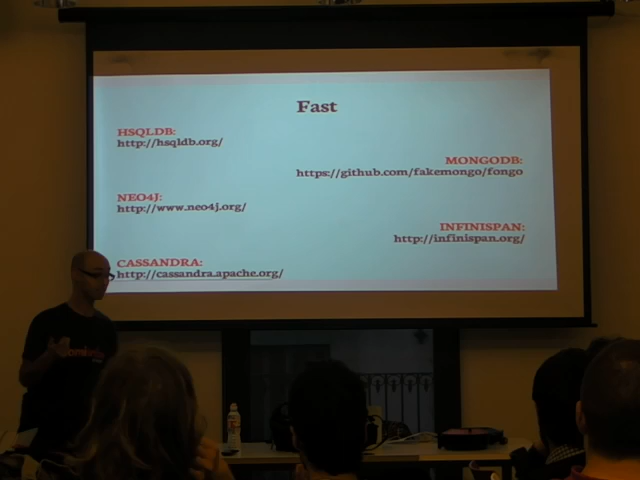 Fast
HSQLDB:
http://hsqldb.org/
MONGODB:
https://github.com/fakemongo/fongo
NEO4J:
http://www.neo4j.org/
INFINISPAN:
http://infinispan.org/
CASSANDRA:
http://cassandra.apache.org/